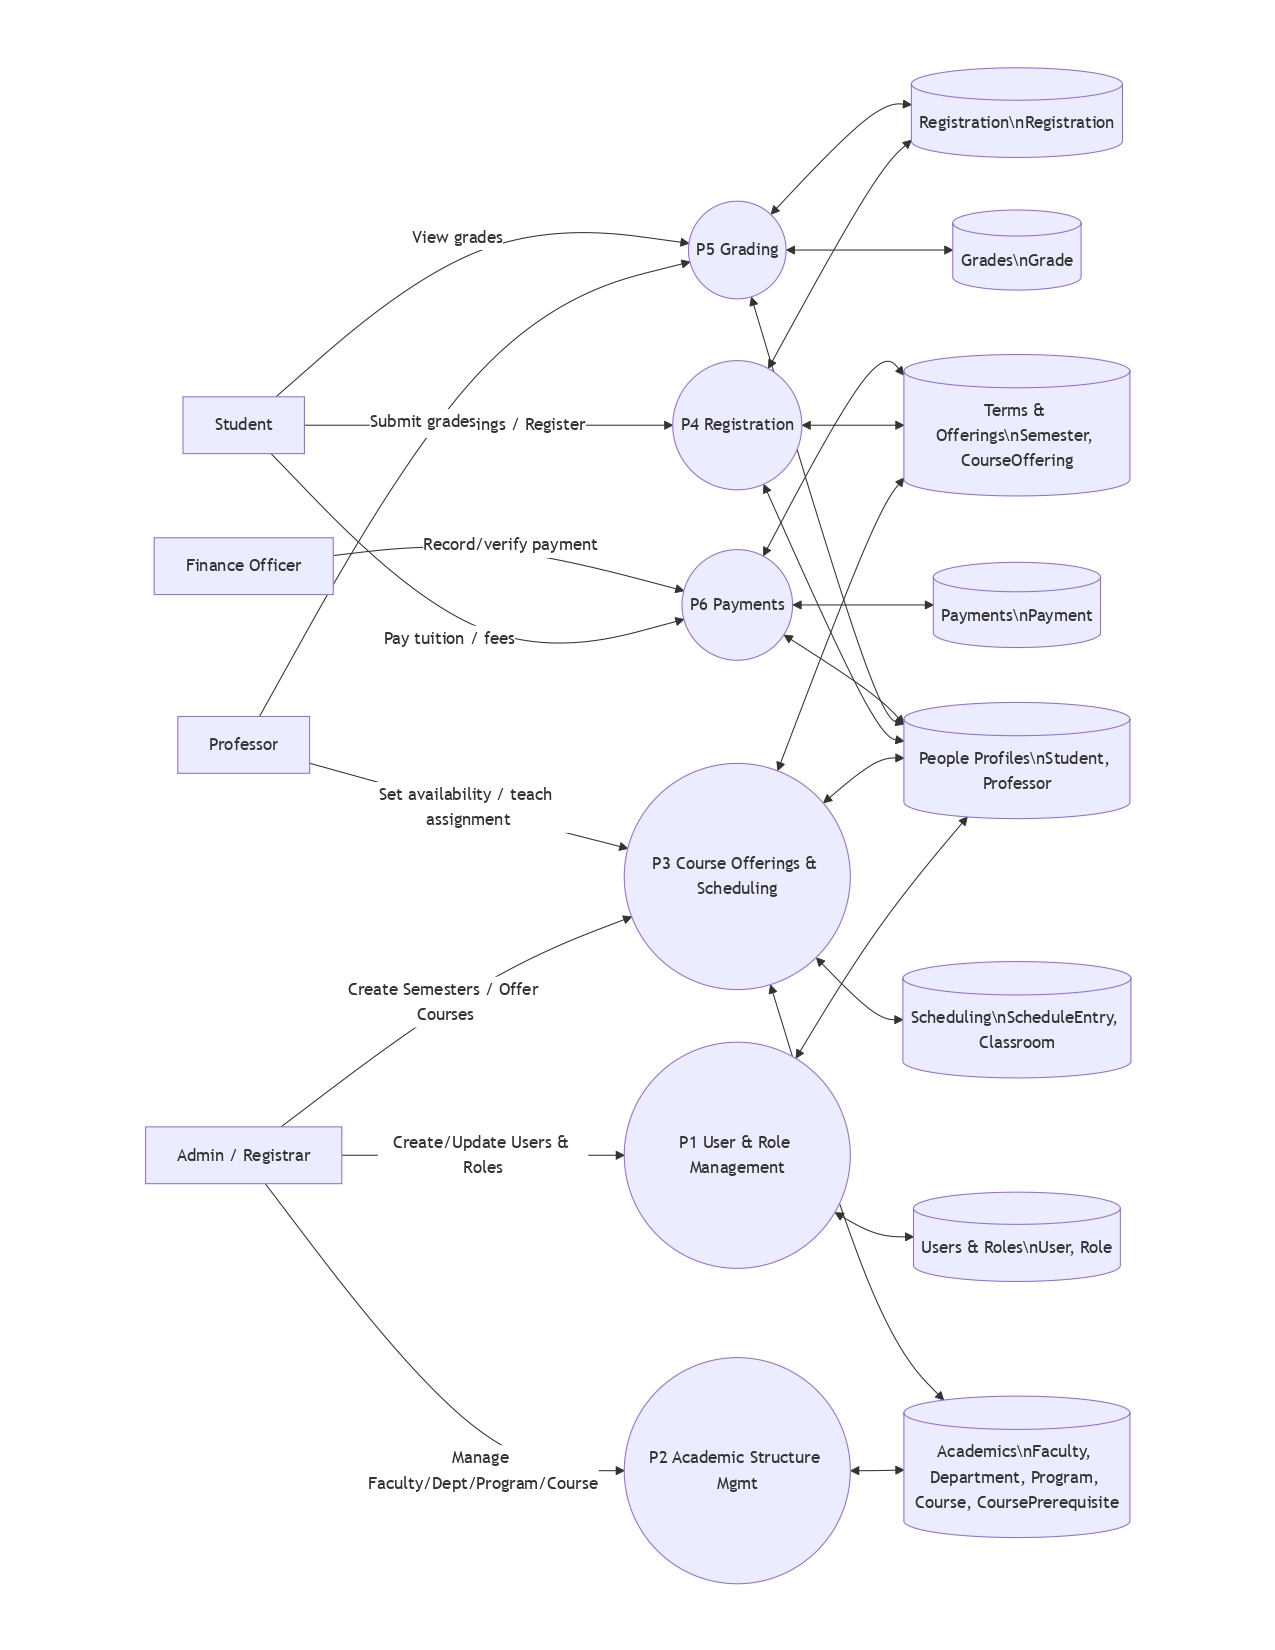 Registration\nRegistration
View grades
P5 Grading
Grades\nGrade
Student
Submit grades
ings / Register
P4 Registration
Terms &
Offerings\nSemester,
CourseOffering
Finance Officer
Record/verify payment
P6 Payments
Payments\nPayment
Pay tuition / fees
Professor
People Profiles\nStudent,
Professor
Set availability / teach
assignment
P3 Course Offerings &
Scheduling
Create Semesters / Offer
Courses
Scheduling\nScheduleEntry,
Classroom
Admin / Registrar
Create/Update Users &
Roles
P1 User & Role
Management
Users & Roles\nUser, Role
Manage
Faculty/Dept/Program/Course
P2 Academic Structure
Mgmt
Academics\nFaculty,
Department, Program,
Course, CoursePrerequisite